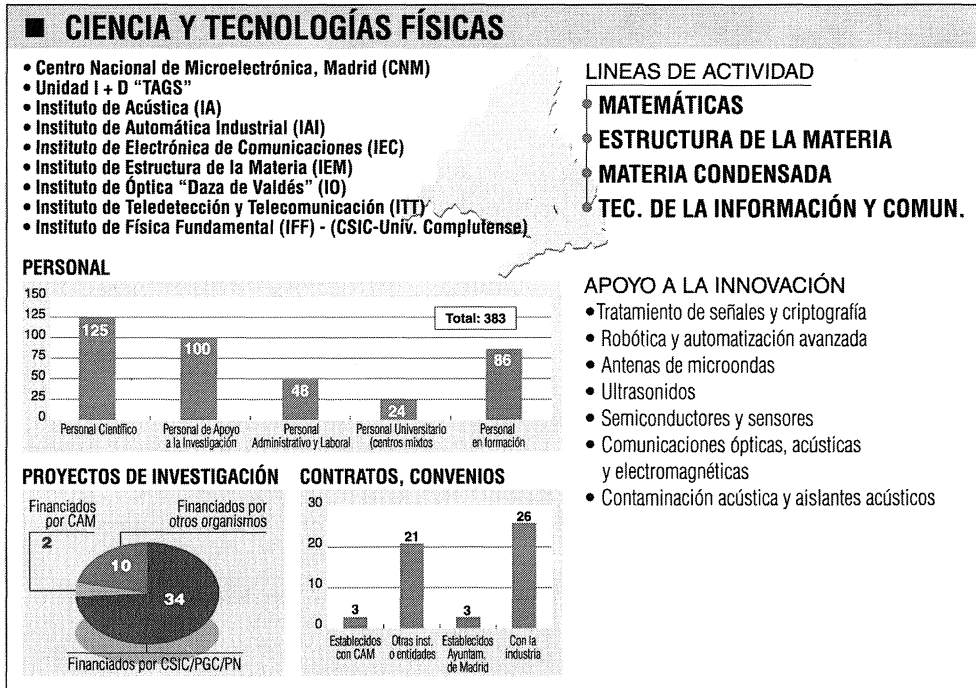 ■ CIENCIA Y TECNOLOGÍAS FÍSICAS
• Centro Nacional de Microelectrónica, Madrid (CNM)
• Unidad I + D "TAGS"
• Instituto de Acústica (IA)
• Instituto de Automática Industrial (IAI)
• Instituto de Electrónica de Comunicaciones (IEC)
• Instituto de Estructura de la Materia (IEM)
• Instituto de Óptica "Daza de Valdés" (IO)
• Instituto de Teledetección y Telecomunicación (ITT)
• Instituto de Física Fundamental (IFF) - (CSIC-Univ. Complutense)
LINEAS DE ACTIVIDAD
MATEMÁTICAS
ESTRUCTURA DE LA MATERIA
MATERIA CONDENSADA
TEC. DE LA INFORMACIÓN Y COMUN.
PERSONAL
150
125
100
75
50
25
0
Total: 383
125
100
48
24
86
Personal Científico
Personal de Apoyo
a la Investigación
Personal
Administrativo y Laboral
Personal Universitario
(centros mixtos
Personal
en formación
APOYO A LA INNOVACIÓN
• Tratamiento de señales y criptografía
• Robótica y automatización avanzada
• Antenas de microondas
• Ultrasonidos
• Semiconductores y sensores
• Comunicaciones ópticas, acústicas
y electromagnéticas
• Contaminación acústica y aislantes acústicos
PROYECTOS DE INVESTIGACIÓN
Financiados
por CAM
2
Financiados por
otros organismos
10
34
Financiados por CSIC/PGC/PN
CONTRATOS, CONVENIOS
30
20
10
0
3
21
3
26
Establecidos
con CAM
Otras inst.
o entidades
Establecidos
Ayuntam.
de Madrid
Con la
industria